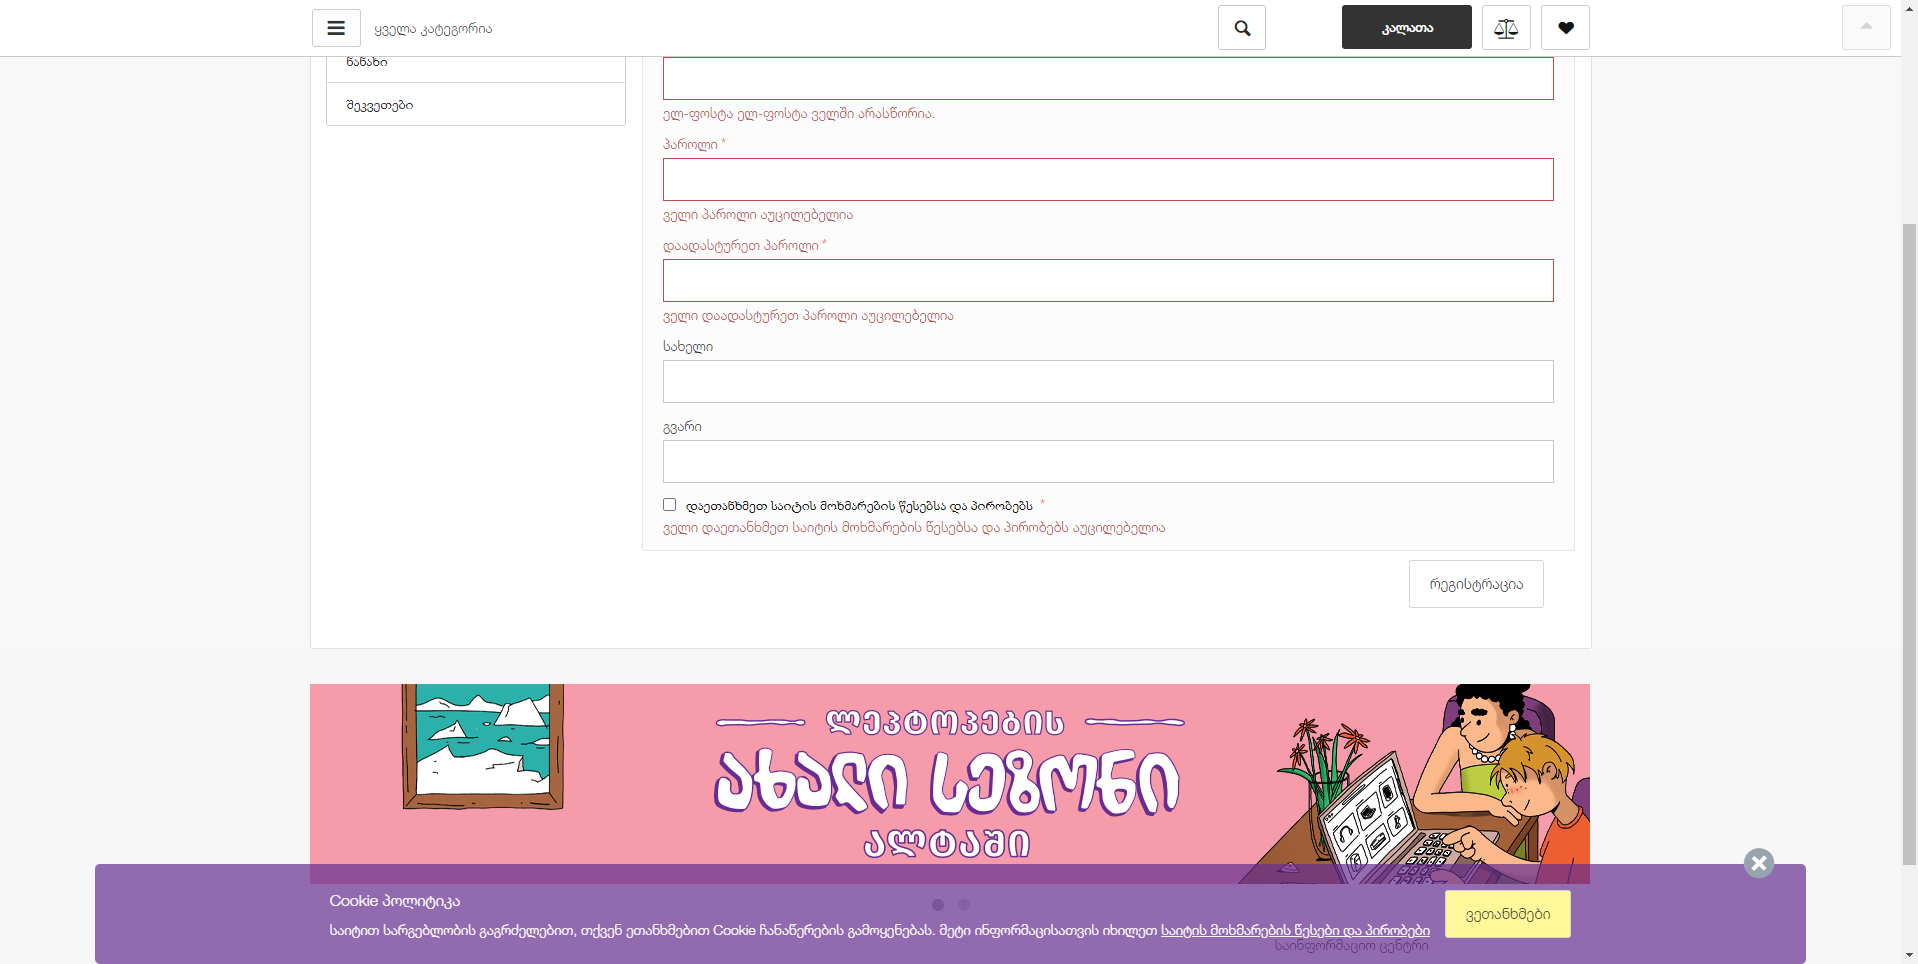 ყველა კატეგორია
კალათა
ნანახი
შეკვეთები
ელ-ფოსტა ელ-ფოსტა ველში არასწორია.
პაროლი *
ველი პაროლი აუცილებელია
დაადასტურეთ პაროლი *
ველი დაადასტურეთ პაროლი აუცილებელია
სახელი
გვარი
დაეთანხმეთ საიტის მოხმარების წესებსა და პირობებს *
ველი დაეთანხმეთ საიტის მოხმარების წესებსა და პირობებს აუცილებელია
რეგისტრაცია
ლეპტოპების
ახალი სეზონი
ალტაში
Cookie პოლიტიკა
საიტით სარგებლობის გაგრძელებით, თქვენ ეთანხმებით Cookie ჩანაწერების გამოყენებას. მეტი ინფორმაციისათვის იხილეთ საიტის მოხმარების წესები და პირობები
ვეთანხმები
საინფორმაციო ცენტრი